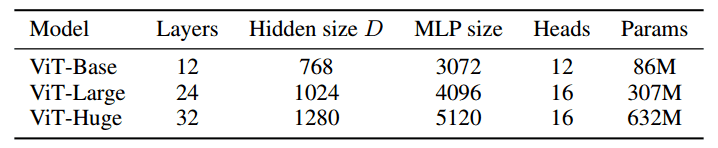 Model Layers Hidden size D MLP size Heads Params
ViT-Base 12 768 3072 12 86M
ViT-Large 24 1024 4096 16 307M
ViT-Huge 32 1280 5120 16 632M